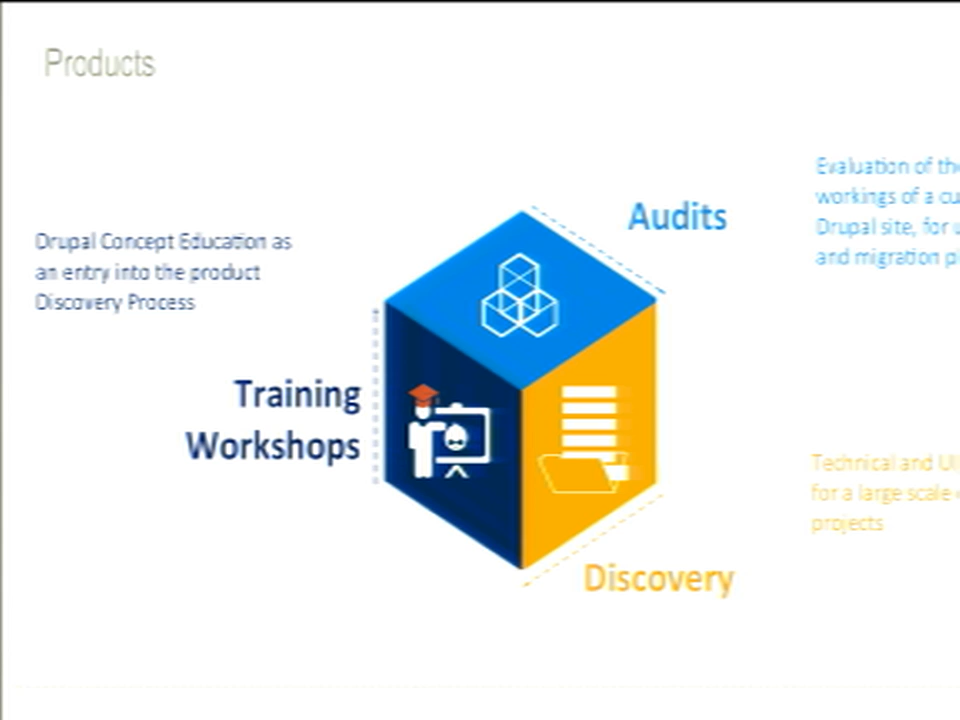 Products
Evaluation of the
workings of a
Drupal site, for
and migration
Audits
Drupal Concept Education as
an entry into the product
Discovery Process
Training
Workshops
Technical and
for a large scale
projects
Discovery